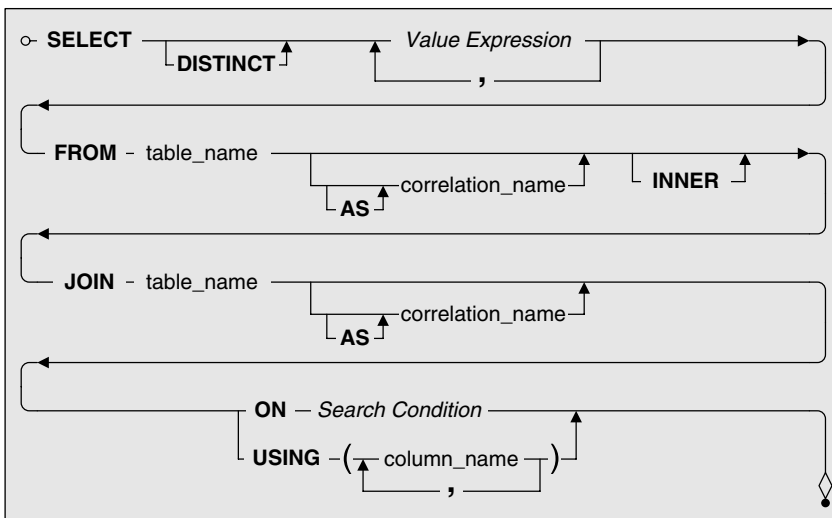 SELECT Value Expression
DISTINCT ,
FROM table_name correlation_name INNER
AS
JOIN table_name correlation_name
AS
ON Search Condition
USING ( column_name )
,